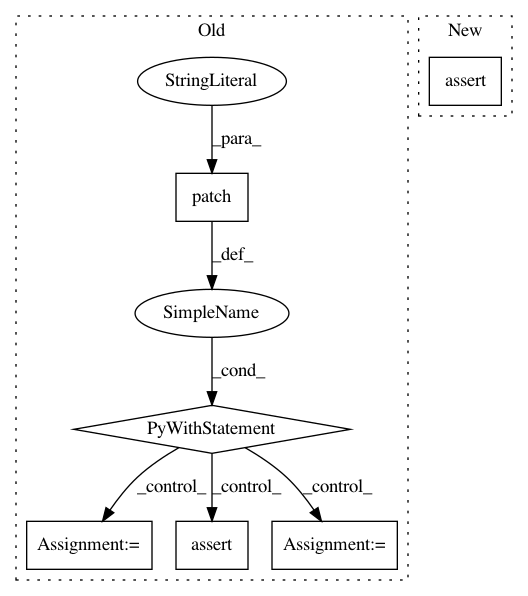 Old
New
StringLiteral
assert
_para_
patch
_def_
SimpleName
_cond_
PyWithStatement
_control_ _control_ _control_
Assignment:= assert Assignment:=